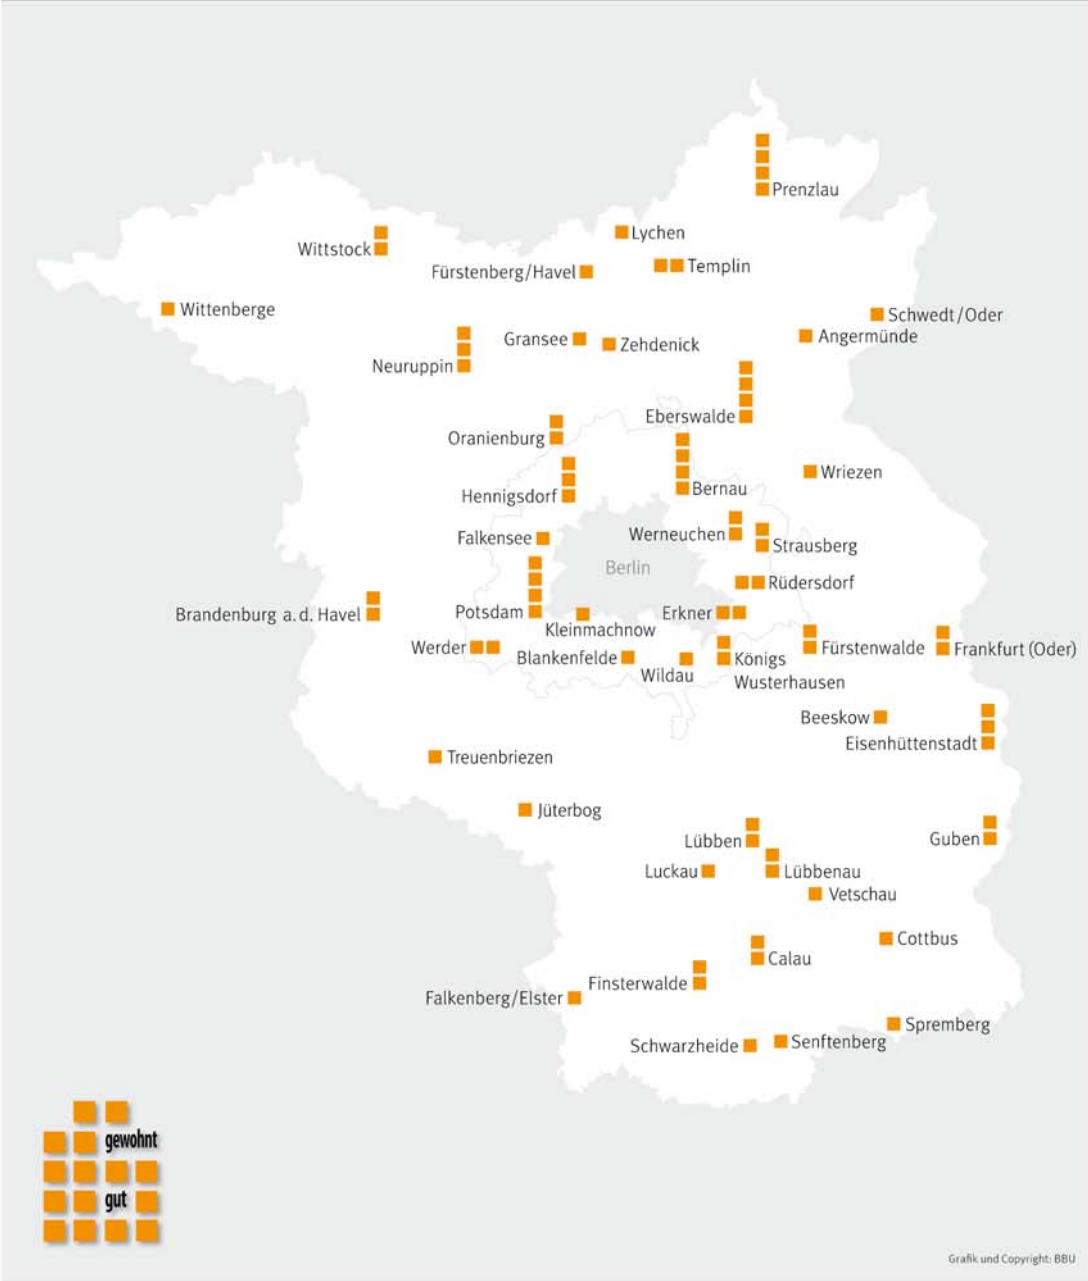 Prenzlau
Lychen
Wittstock
Templin
Fürstenberg/Havel
Wittenberge
Schwedt/Oder
Angermünde
Gransee
Zehdenick
Neuruppin
Eberswalde
Oranienburg
Wriezen
Bernau
Hennigsdorf
Werneuchen
Falkensee
Strausberg
Berlin
Rüdersdorf
Potsdam
Erkner
Brandenburg a.d. Havel
Kleinmachnow
Werder
Fürstenwalde
Frankfurt (Oder)
Blankenfelde
Königs
Wusterhausen
Wildau
Beeskow
Eisenhüttenstadt
Treuenbriezen
Jüterbog
Guben
Lübben
Luckau
Lübbenau
Vetschau
Cottbus
Calau
Finsterwalde
Falkenberg/Elster
Spremberg
Senftenberg
Schwarzheide
gewohnt
gut
Grafik und Copyright: BBU